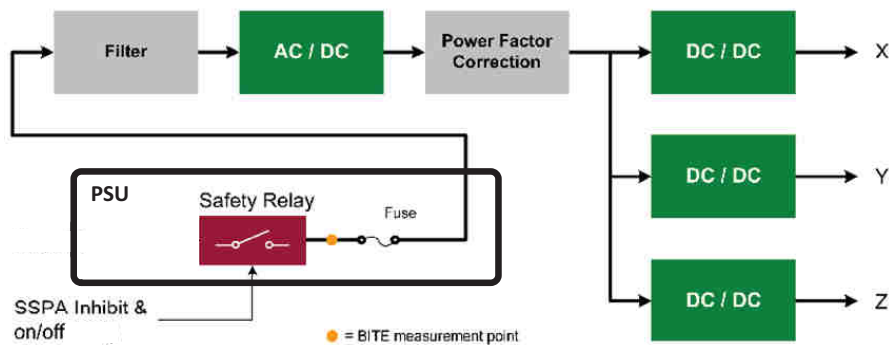 Filter
AC / DC
Power Factor
Correction
DC / DC
X
PSU
Safety Relay
Fuse
DC / DC
Y
DC / DC
Z
SSPA Inhibit &
on/off
= BITE measurement point